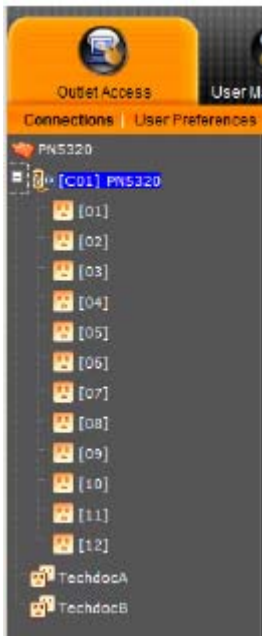 Outlet Access
User M
Connections | User Preferences
PN5320
[C01] PN5320
[01]
[02]
[03]
[04]
[05]
[06]
[07]
[08]
[09]
[10]
[11]
[12]
TechdocA
TechdocB